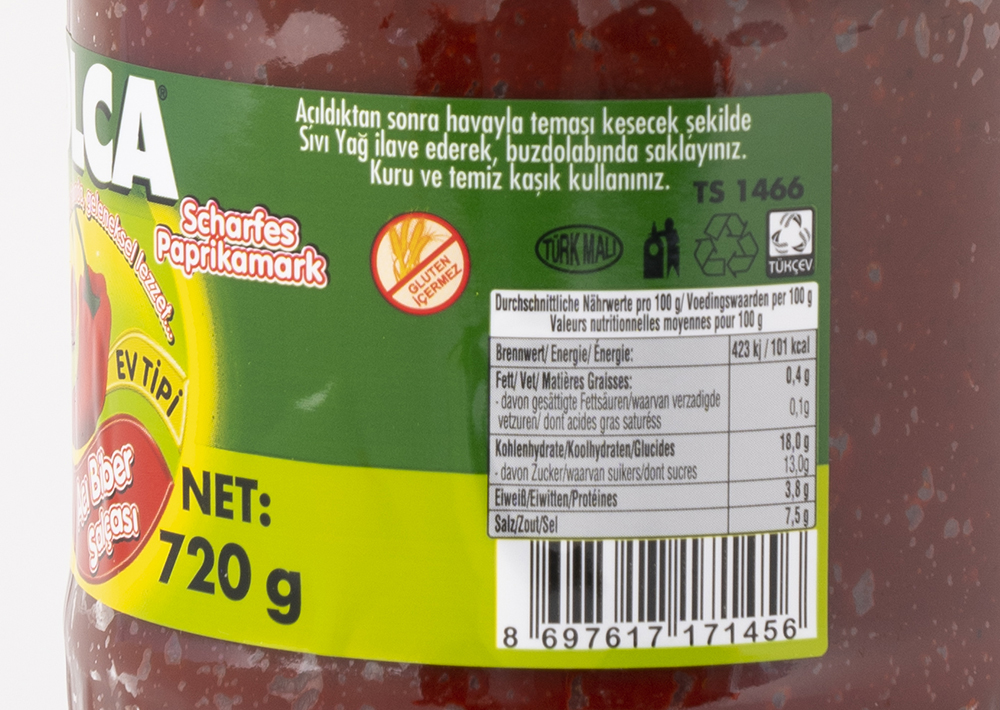 LCA®
geleneksel lezzet...
Scharfes
Paprikamark
EV TİPİ
Biber
Salçası
NET:
720 g
Açıldıktan sonra havayla teması kesecek şekilde
Sıvı Yağ ilave ederek, buzdolabında saklayınız.
Kuru ve temiz kaşık kullanınız.
TS 1466
GLUTEN
İÇERMEZ
TÜRK MALI
TÜKÇEV
Durchschnittliche Nährwerte pro 100 g/ Voedingswaarden per 100 g
Valeurs nutritionnelles moyennes pour 100 g
Brennwert/ Energie/ Énergie: 423 kj / 101 kcal
Fett/ Vet/ Matières Graisses: 0,4 g
- davon gesättigte Fettsäuren/waarvan verzadigde 0,1g
vetzuren/ dont acides gras saturéss
Kohlenhydrate/Koolhydraten/Glucides 18,0 g
- davon Zucker/waarvan suikers/dont sucres 13,0g
Eiweiß/Eiwitten/Protéines 3,8 g
Salz/Zout/Sel 7,5 g
8 697617 171456